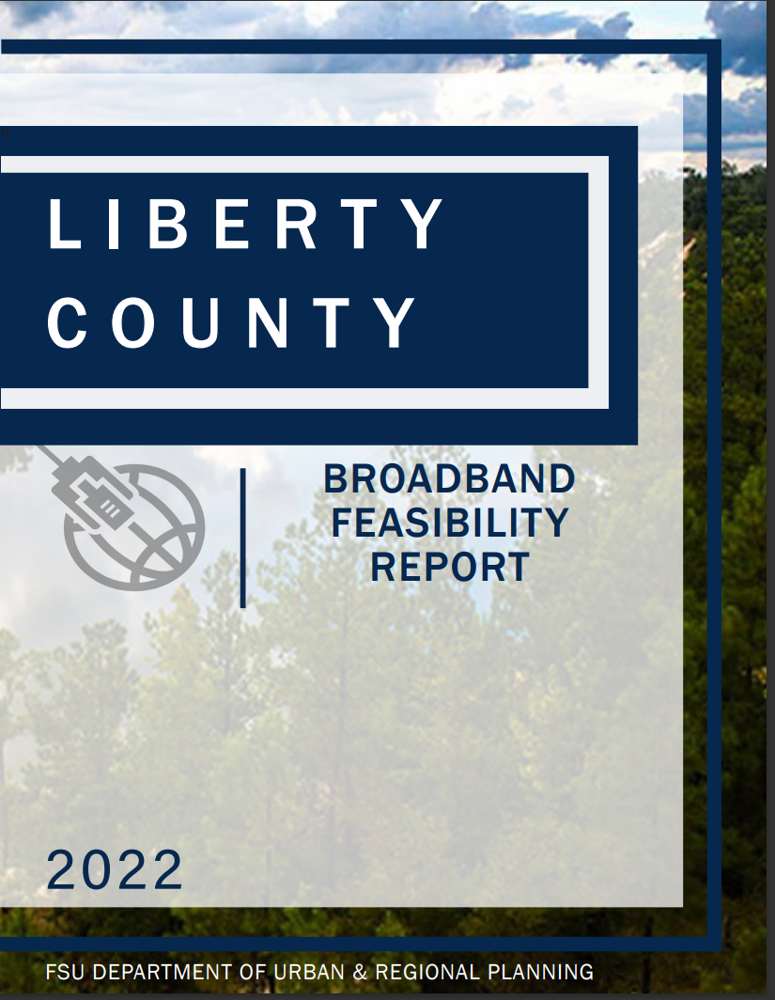 LIBERTY
COUNTY
BROADBAND
FEASIBILITY
REPORT
2022
FSU DEPARTMENT OF URBAN & REGIONAL PLANNING